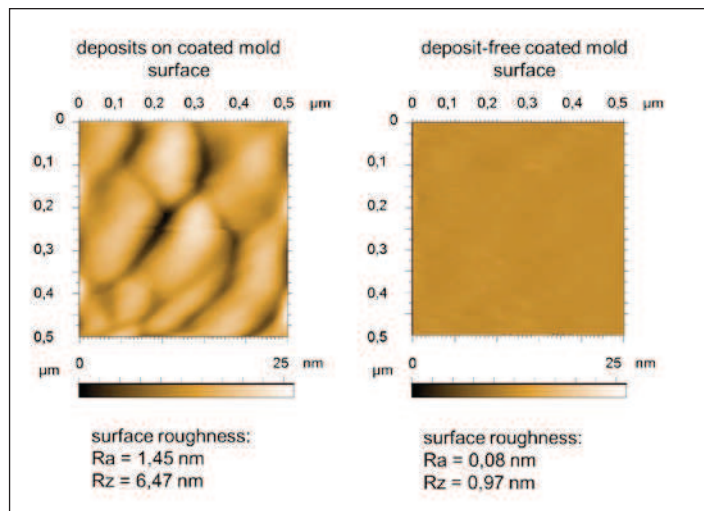 deposits on coated mold
surface
0 0,1 0,2 0,3 0,4 0,5 µm
0
0,1
0,2
0,3
0,4
0,5
µm
0 25 nm
surface roughness:
Ra = 1,45 nm
Rz = 6,47 nm
deposit-free coated mold
surface
0 0,1 0,2 0,3 0,4 0,5 µm
0
0,1
0,2
0,3
0,4
0,5
µm
0 25 nm
surface roughness:
Ra = 0,08 nm
Rz = 0,97 nm